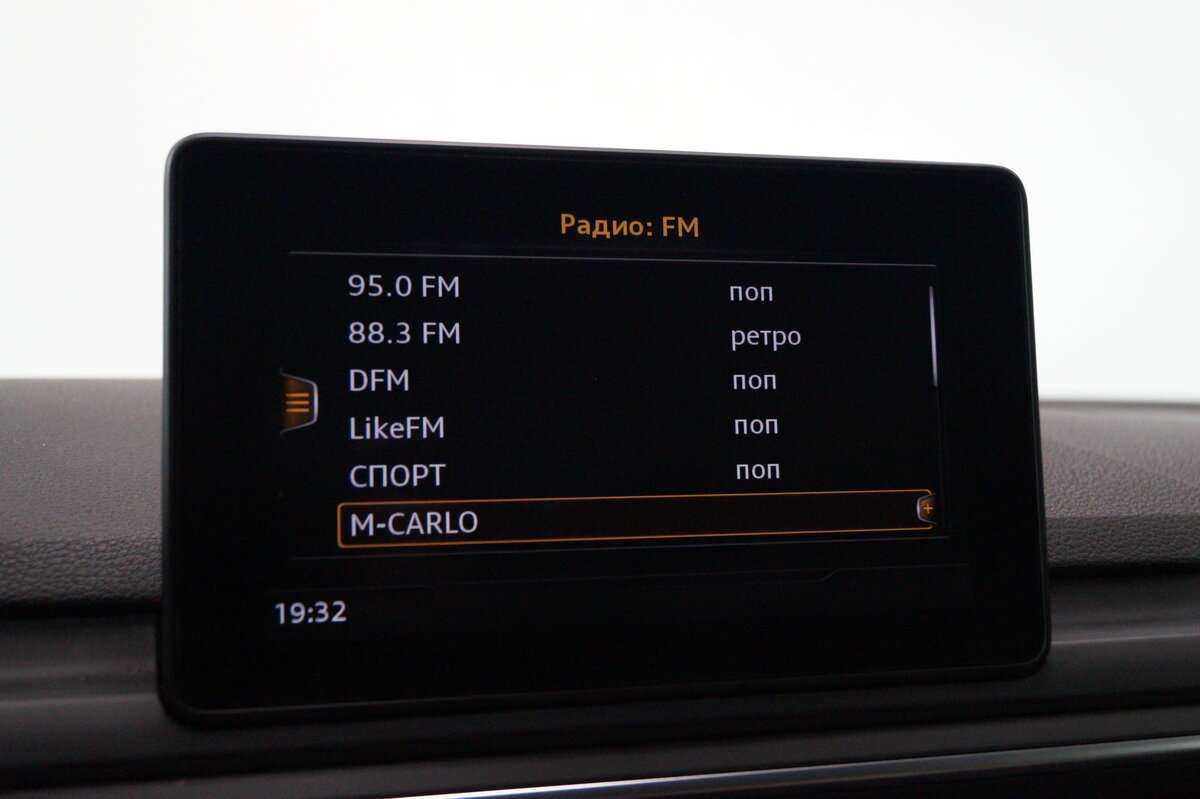 Радио: FM
95.0 FM поп
88.3 FM ретро
DFM поп
LikeFM поп
СПОРТ поп
M-CARLO
19:32